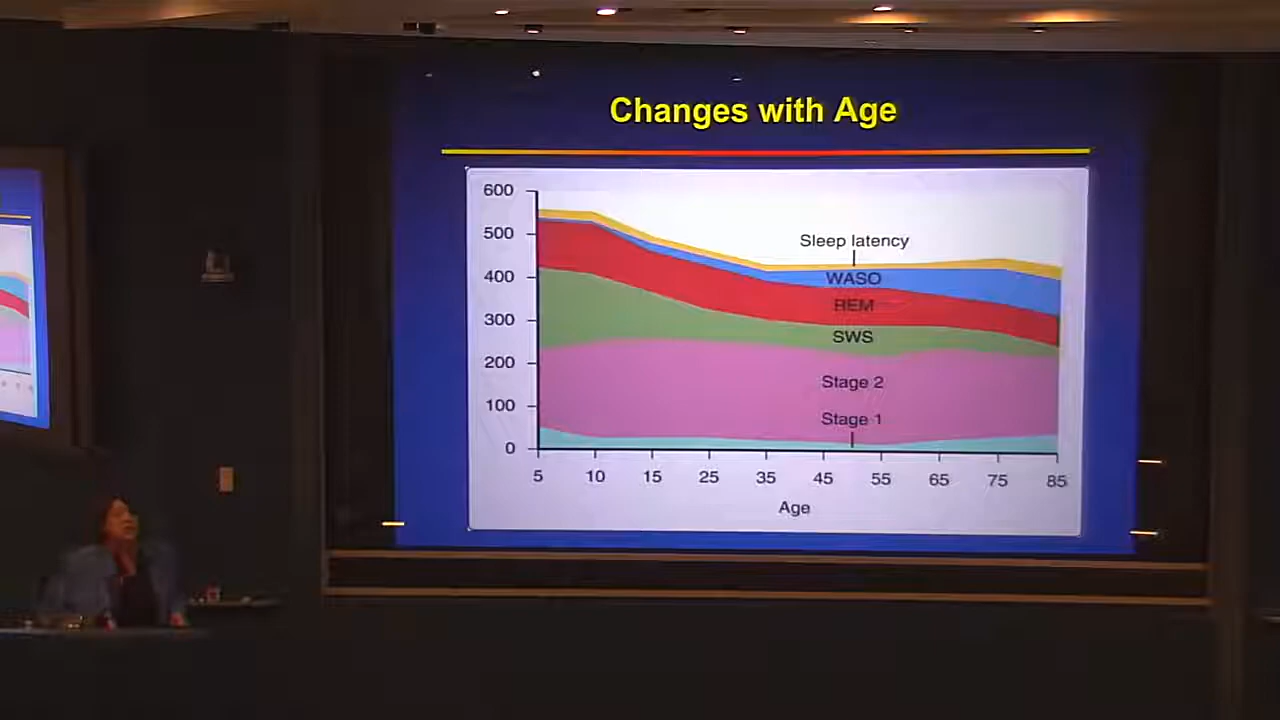 Changes with Age
600
500
400
300
200
100
0
Sleep latency
WASO
REM
SWS
Stage 2
Stage 1
5 10 15 25 35 45 55 65 75 85
Age